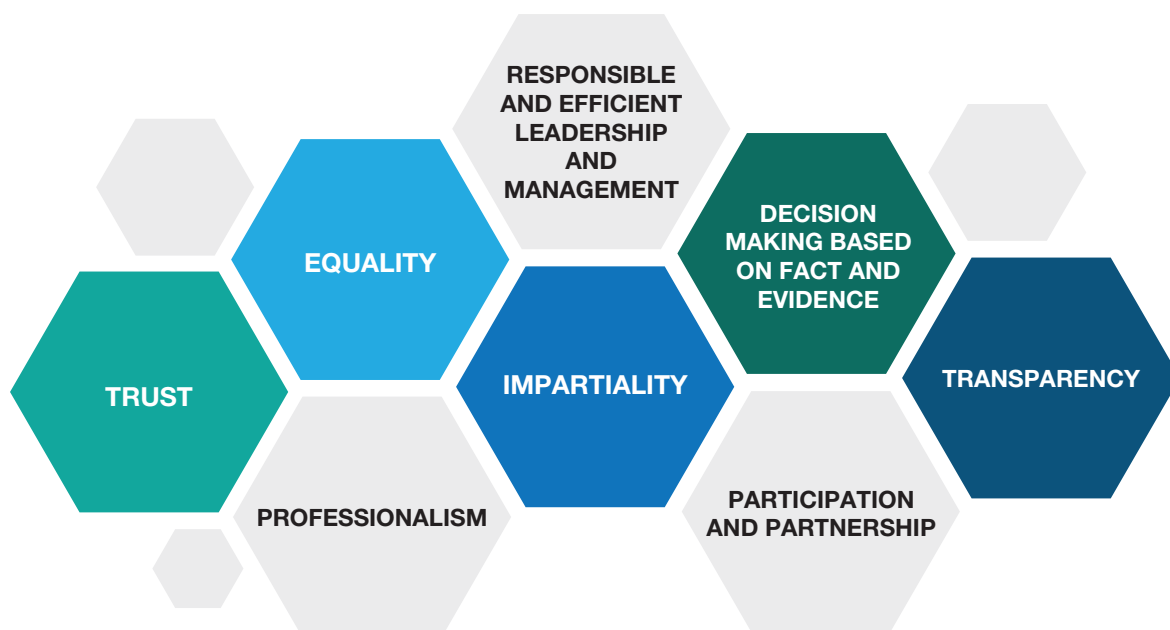 RESPONSIBLE
AND EFFICIENT
LEADERSHIP
AND
MANAGEMENT
DECISION
MAKING BASED
ON FACT AND
EVIDENCE
EQUALITY
TRUST
IMPARTIALITY
TRANSPARENCY
PROFESSIONALISM
PARTICIPATION
AND PARTNERSHIP